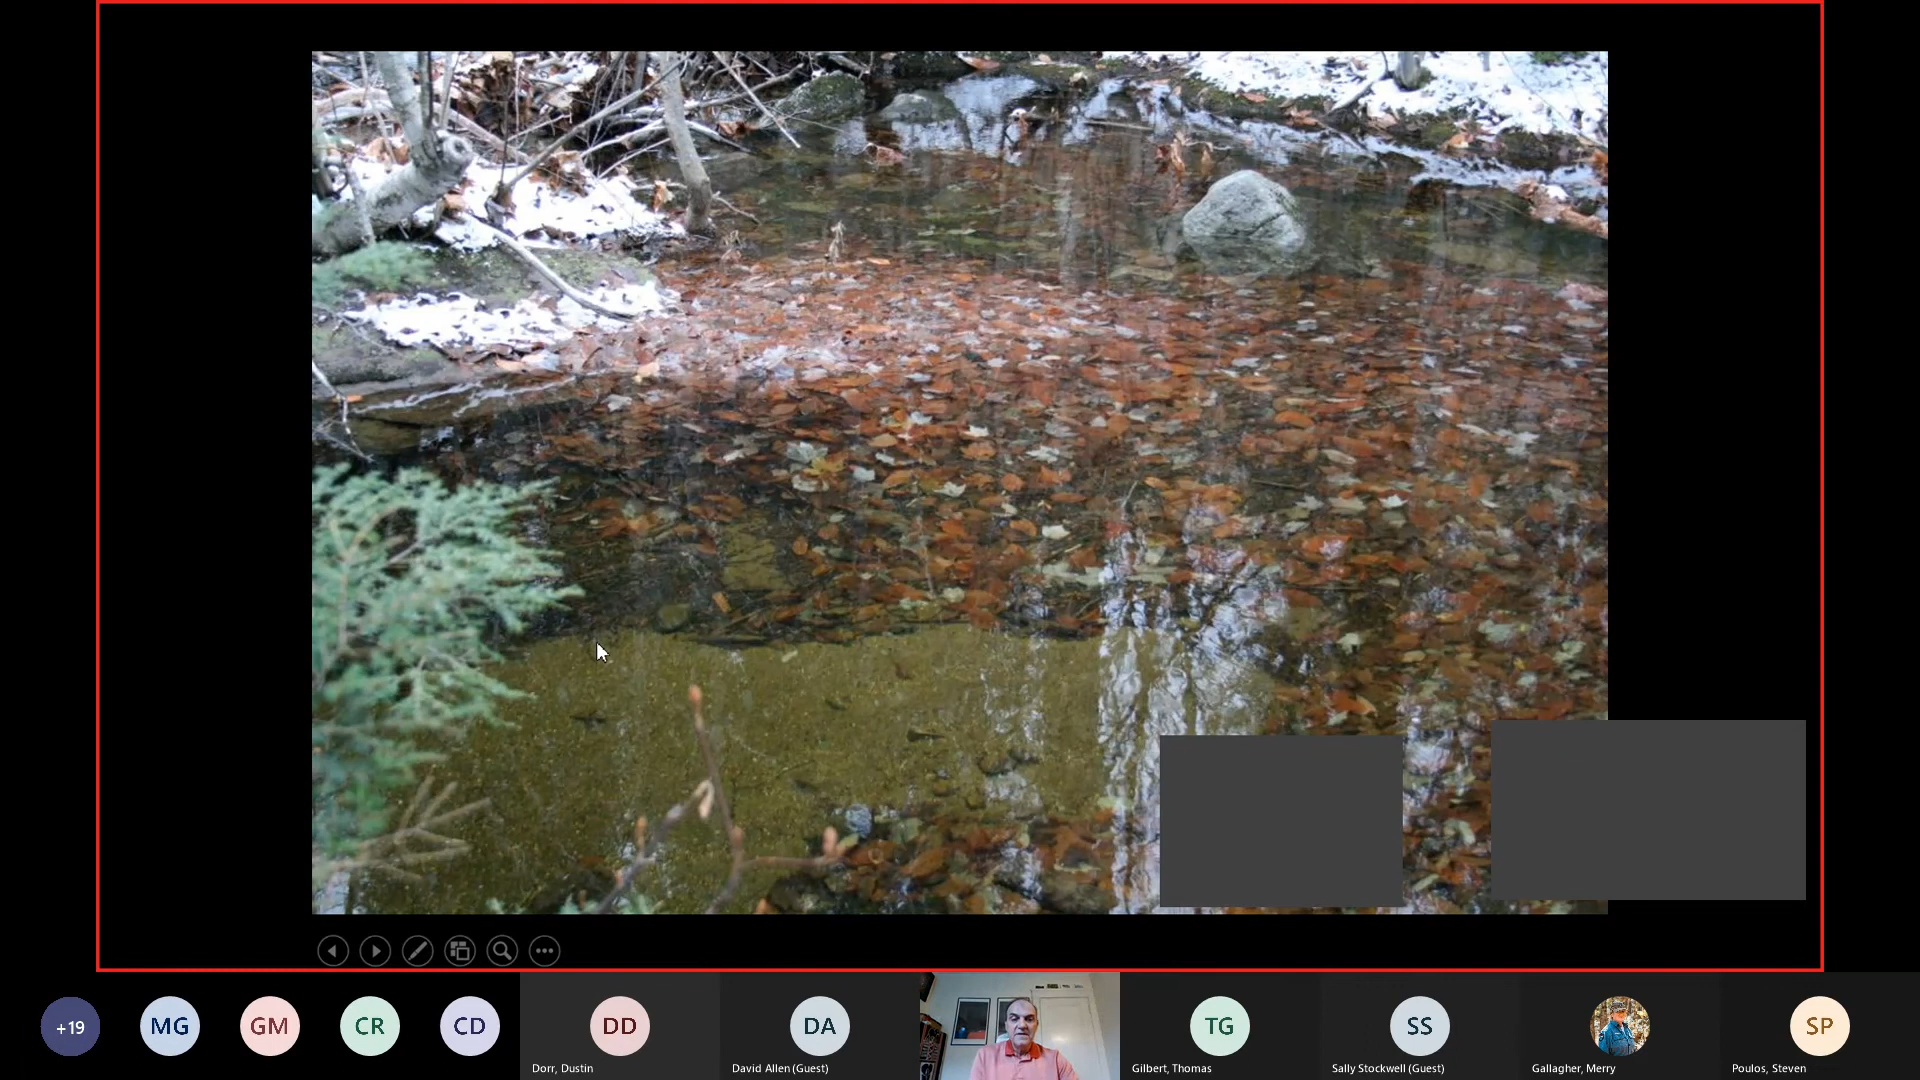 +19
MG
GM
CR
CD
DD
DA
TG
SS
SP
Dorr, Dustin
David Allen (Guest)
Gilbert, Thomas
Sally Stockwell (Guest)
Gallagher, Merry
Poulos, Steven